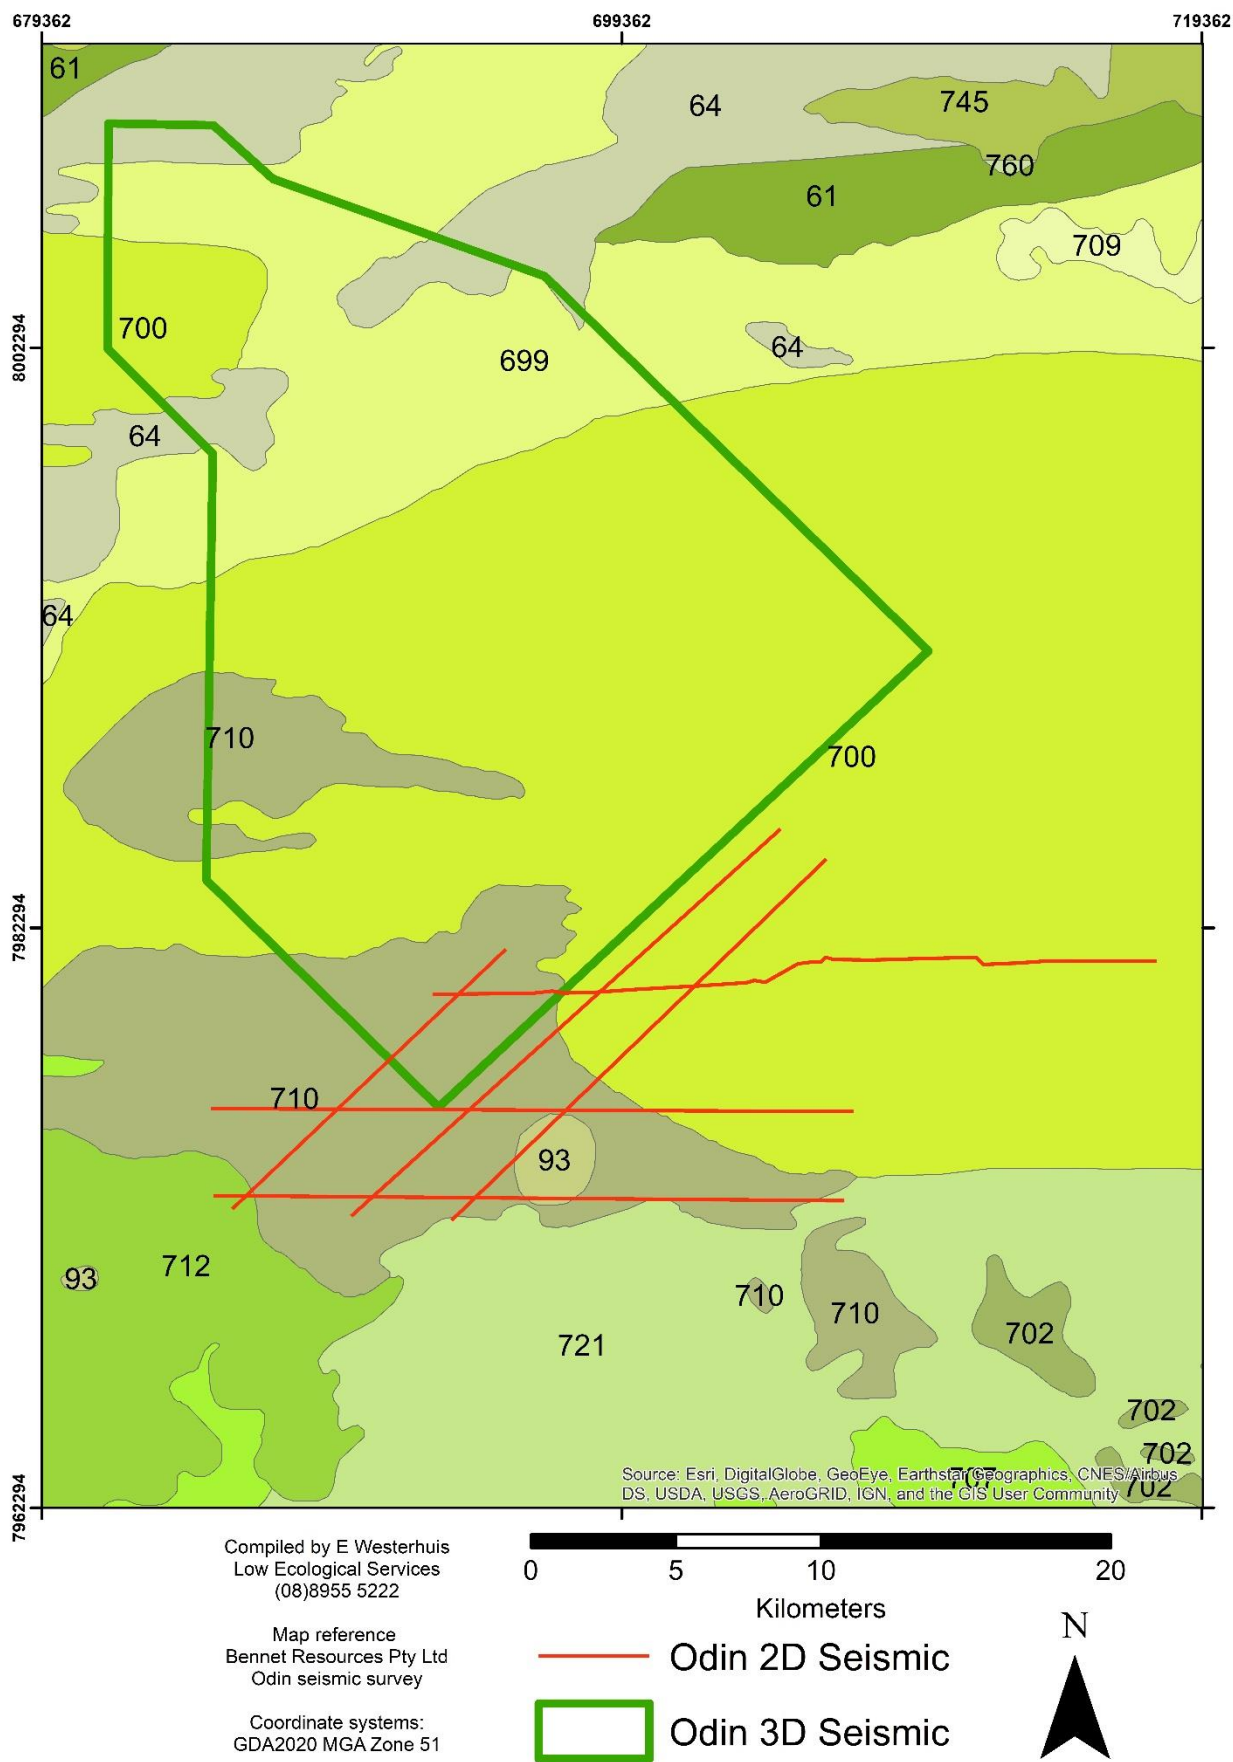 679362
699362
719362
61
64
745
760
61
709
8002294
700
699
64
64
64
710
700
7982294
710
93
712
93
710
710
721
702
702
702
707
702
Source: Esri, DigitalGlobe, GeoEye, Earthstar Geographics, CNES/Airbus
DS, USDA, USGS, AeroGRID, IGN, and the GIS User Community
7962294
Compiled by E Westerhuis
Low Ecological Services
(08)8955 5222
0 5 10 20
Kilometers
Map reference
Bennet Resources Pty Ltd
Odin seismic survey
N
Odin 2D Seismic
Coordinate systems:
GDA2020 MGA Zone 51
Odin 3D Seismic